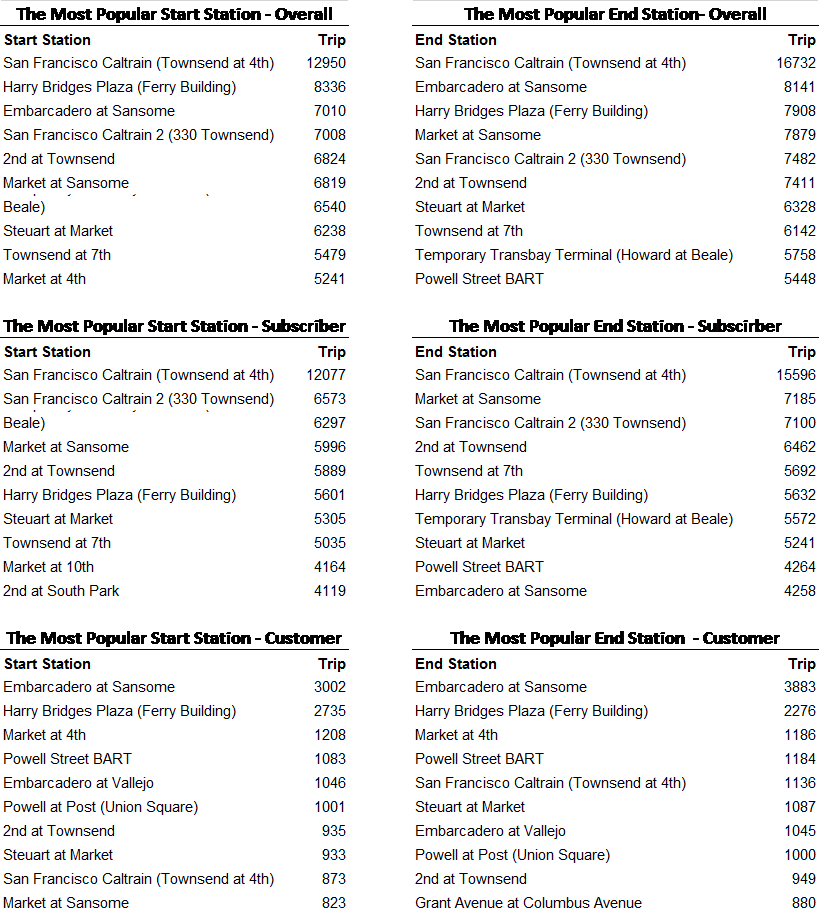 The Most Popular Start Station - Overall
Start Station Trip
San Francisco Caltrain (Townsend at 4th) 12950
Harry Bridges Plaza (Ferry Building) 8336
Embarcadero at Sansome 7010
San Francisco Caltrain 2 (330 Townsend) 7008
2nd at Townsend 6824
Market at Sansome 6819
Beale) 6540
Steuart at Market 6238
Townsend at 7th 5479
Market at 4th 5241
The Most Popular End Station- Overall
End Station Trip
San Francisco Caltrain (Townsend at 4th) 16732
Embarcadero at Sansome 8141
Harry Bridges Plaza (Ferry Building) 7908
Market at Sansome 7879
San Francisco Caltrain 2 (330 Townsend) 7482
2nd at Townsend 7411
Steuart at Market 6328
Townsend at 7th 6142
Temporary Transbay Terminal (Howard at Beale) 5758
Powell Street BART 5448
The Most Popular Start Station - Subscriber
Start Station Trip
San Francisco Caltrain (Townsend at 4th) 12077
San Francisco Caltrain 2 (330 Townsend) 6573
Beale) 6297
Market at Sansome 5996
2nd at Townsend 5889
Harry Bridges Plaza (Ferry Building) 5601
Steuart at Market 5305
Townsend at 7th 5035
Market at 10th 4164
2nd at South Park 4119
The Most Popular End Station - Subscirber
End Station Trip
San Francisco Caltrain (Townsend at 4th) 15596
Market at Sansome 7185
San Francisco Caltrain 2 (330 Townsend) 7100
2nd at Townsend 6462
Townsend at 7th 5692
Harry Bridges Plaza (Ferry Building) 5632
Temporary Transbay Terminal (Howard at Beale) 5572
Steuart at Market 5241
Powell Street BART 4264
Embarcadero at Sansome 4258
The Most Popular Start Station - Customer
Start Station Trip
Embarcadero at Sansome 3002
Harry Bridges Plaza (Ferry Building) 2735
Market at 4th 1208
Powell Street BART 1083
Embarcadero at Vallejo 1046
Powell at Post (Union Square) 1001
2nd at Townsend 935
Steuart at Market 933
San Francisco Caltrain (Townsend at 4th) 873
Market at Sansome 823
The Most Popular End Station - Customer
End Station Trip
Embarcadero at Sansome 3883
Harry Bridges Plaza (Ferry Building) 2276
Market at 4th 1186
Powell Street BART 1184
San Francisco Caltrain (Townsend at 4th) 1136
Steuart at Market 1087
Embarcadero at Vallejo 1045
Powell at Post (Union Square) 1000
2nd at Townsend 949
Grant Avenue at Columbus Avenue 880